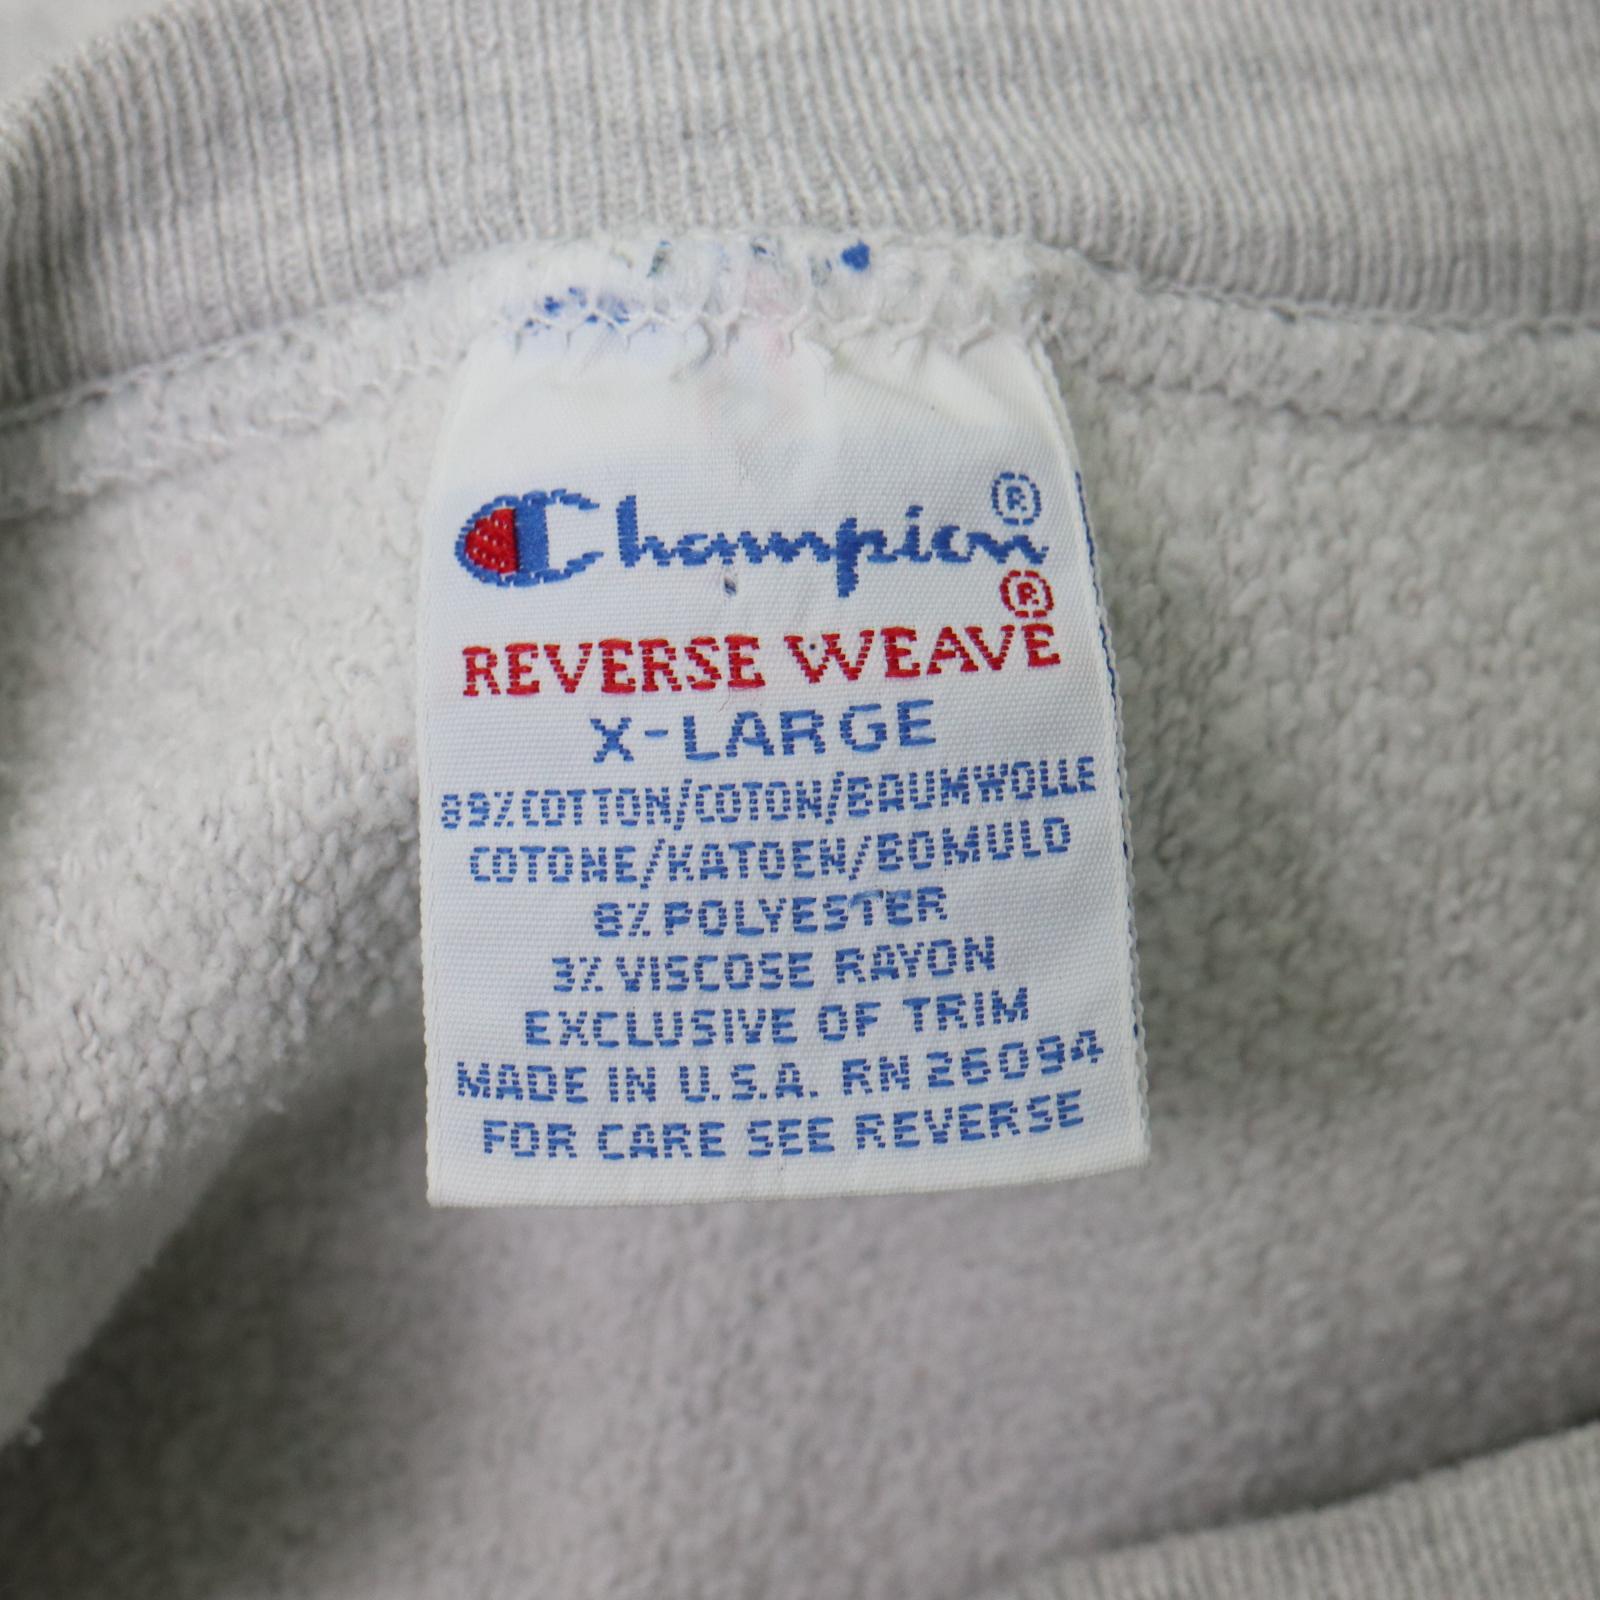 Champion®
®
REVERSE WEAVE
X-LARGE
89% COTTON/COTON/BAUMWOLLE
COTONE/KATOEN/BOMULD
8% POLYESTER
3% VISCOSE RAYON
EXCLUSIVE OF TRIM
MADE IN U.S.A. RN 26094
FOR CARE SEE REVERSE